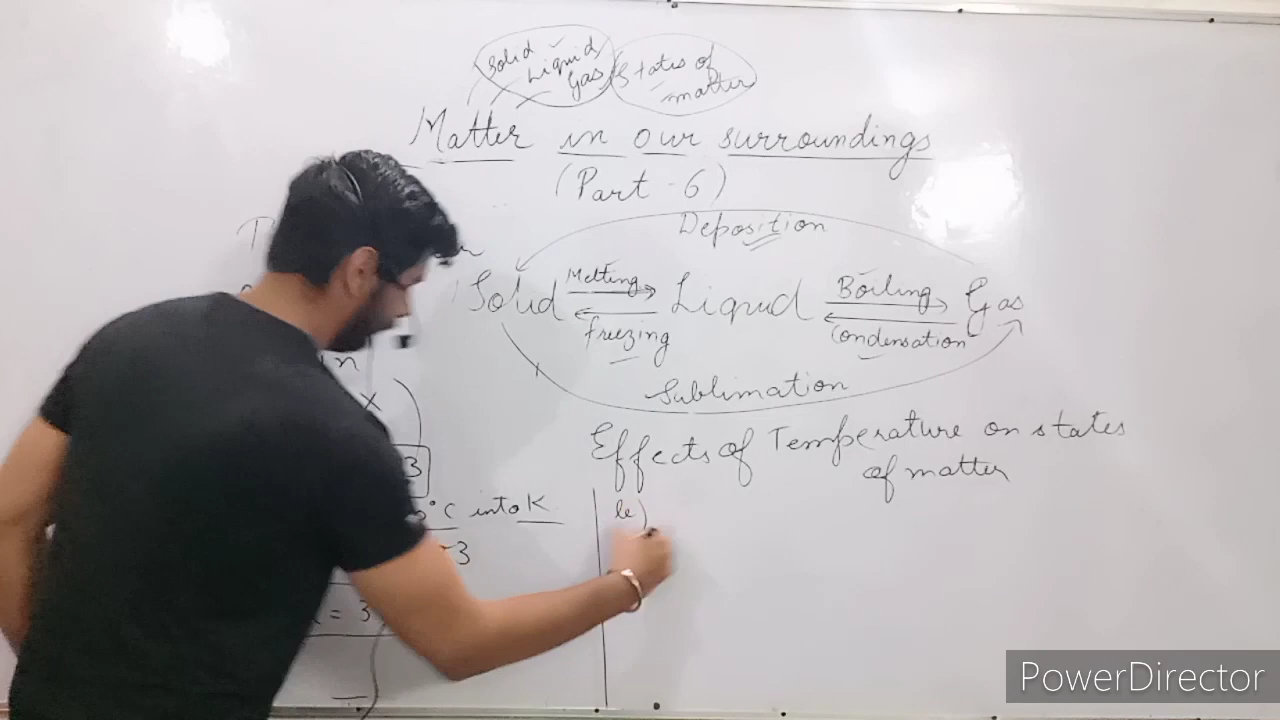 Solid
Liquid
Gas
States of
matter
Matter in our surroundings
(Part - 6)
Deposition
Solid Melting Liquid Boiling Gas
freezing condensation
Sublimation
Effects of Temperature on states
of matter
°C into K
PowerDirector